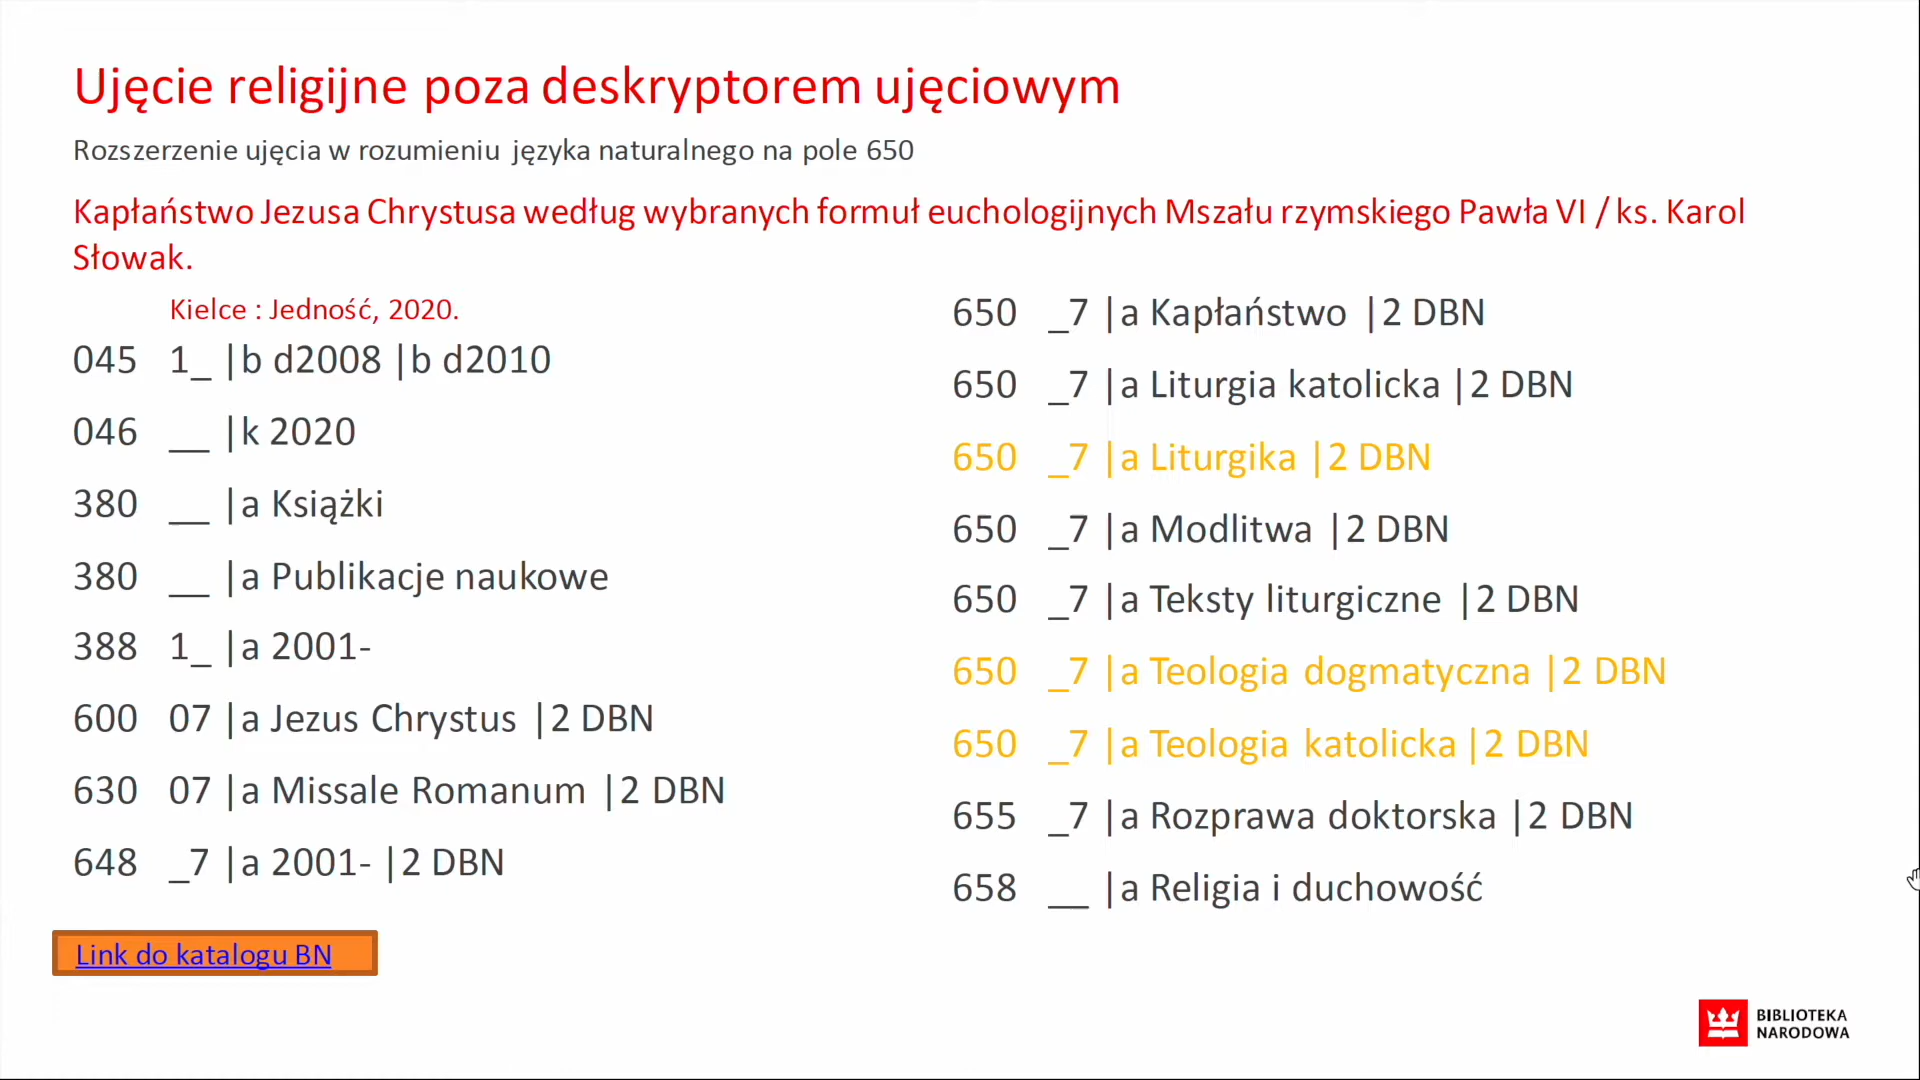 Ujęcie religijne poza deskryptorem ujęciowym
Rozszerzenie ujęcia w rozumieniu języka naturalnego na pole 650
Kapłaństwo Jezusa Chrystusa według wybranych formuł euchologijnych Mszału rzymskiego Pawła VI / ks. Karol
Słowak.
Kielce : Jedność, 2020.
045 1_ |b d2008 |b d2010
046 __ |k 2020
380 __ |a Książki
380 __ |a Publikacje naukowe
388 1_ |a 2001-
600 07 |a Jezus Chrystus |2 DBN
630 07 |a Missale Romanum |2 DBN
648 _7 |a 2001- |2 DBN
650 _7 |a Kapłaństwo |2 DBN
650 _7 |a Liturgia katolicka |2 DBN
650 _7 |a Liturgika |2 DBN
650 _7 |a Modlitwa |2 DBN
650 _7 |a Teksty liturgiczne |2 DBN
650 _7 |a Teologia dogmatyczna |2 DBN
650 _7 |a Teologia katolicka |2 DBN
655 _7 |a Rozprawa doktorska |2 DBN
658 __ |a Religia i duchowość
Link do katalogu BN
BIBLIOTEKA
NARODOWA